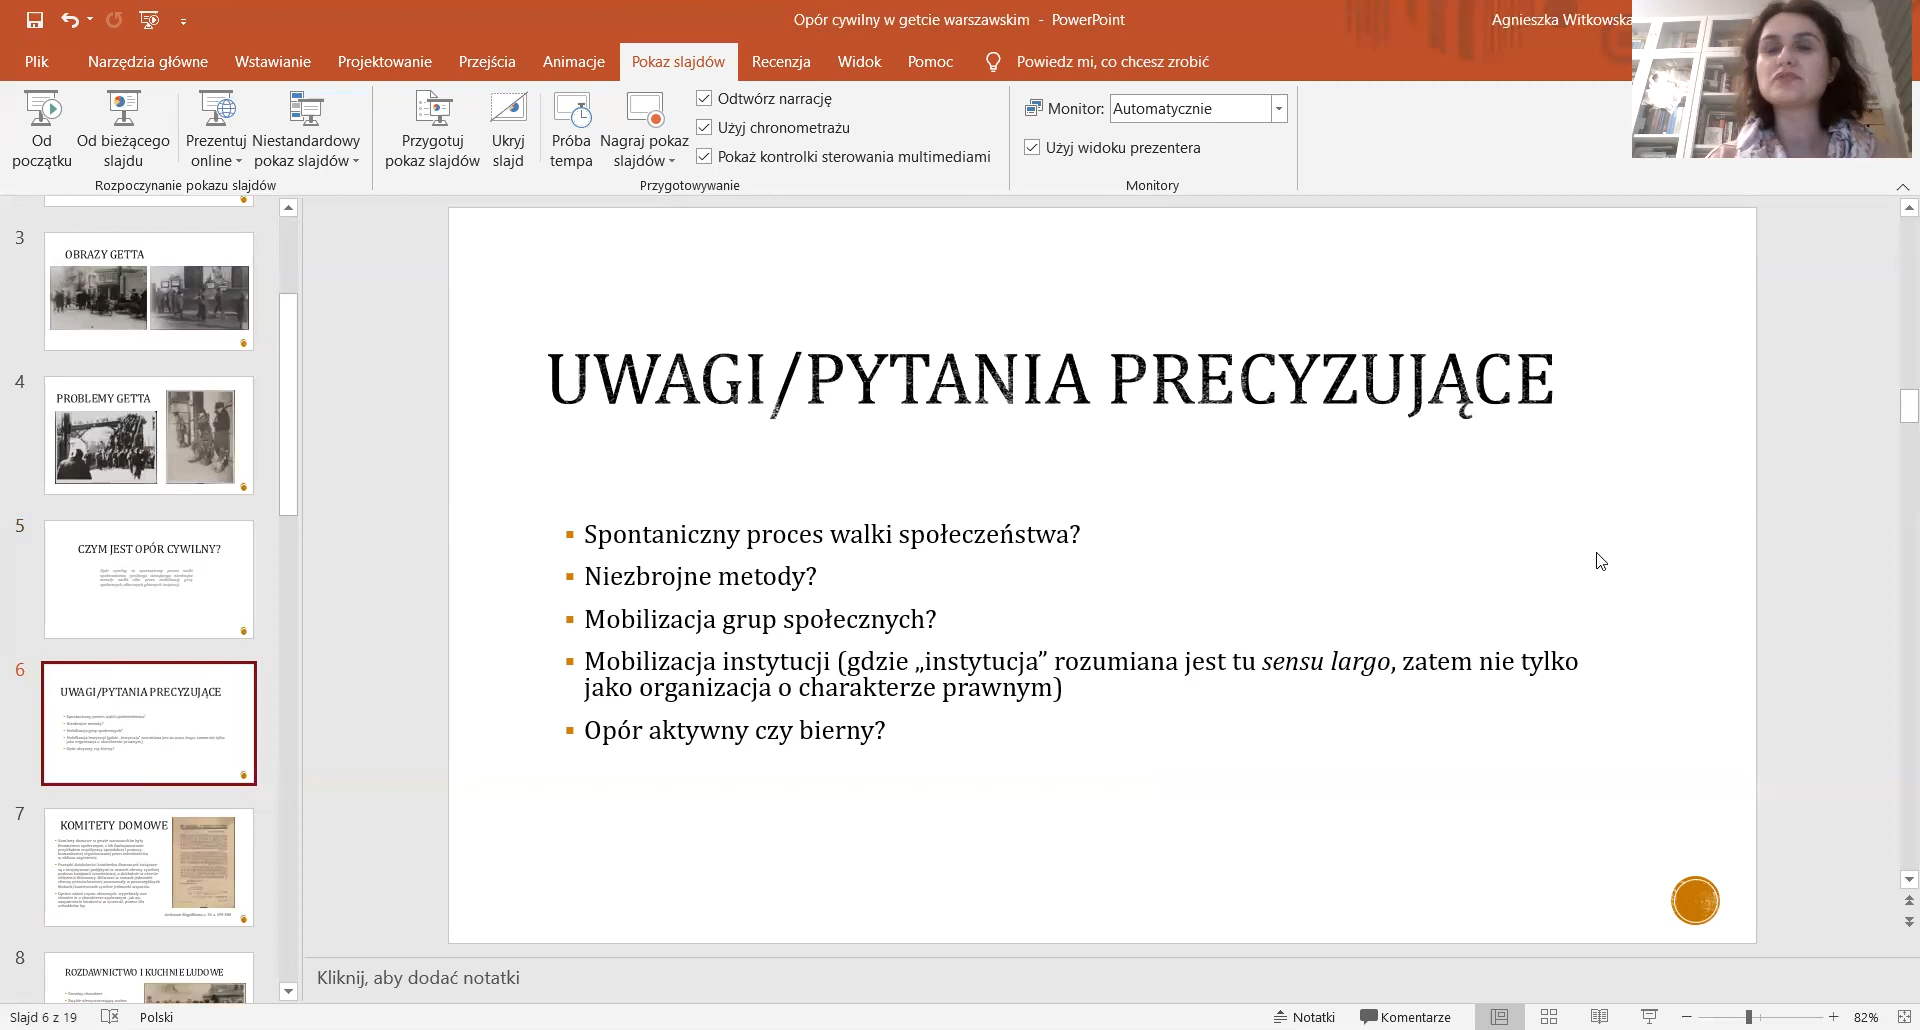 Opór cywilny w getcie warszawskim - PowerPoint
Agnieszka Witkowska
Plik
Narzędzia główne
Wstawianie
Projektowanie
Przejścia
Animacje
Pokaz slajdów
Recenzja
Widok
Pomoc
Powiedz mi, co chcesz zrobić
Od
początku
Od bieżącego
slajdu
Prezentuj
online
Niestandardowy
pokaz slajdów
Rozpoczynanie pokazu slajdów
Przygotuj
pokaz slajdów
Ukryj
slajd
Próba
tempa
Nagraj pokaz
slajdów
Odtwórz narrację
Użyj chronometrażu
Pokaż kontrolki sterowania multimediami
Przygotowywanie
Monitor: Automatycznie
Użyj widoku prezentera
Monitory
3
OBRAZY GETTA
4
PROBLEMY GETTA
5
CZYM JEST OPÓR CYWILNY?
6
UWAGI/PYTANIA PRECYZUJĄCE
7
KOMITETY DOMOWE
8
ROZDAWNICTWO I KUCHNIE LUDOWE
UWAGI/PYTANIA PRECYZUJĄCE
Spontaniczny proces walki społeczeństwa?
Niezbrojne metody?
Mobilizacja grup społecznych?
Mobilizacja instytucji (gdzie „instytucja” rozumiana jest tu sensu largo, zatem nie tylko
jako organizacja o charakterze prawnym)
Opór aktywny czy bierny?
Kliknij, aby dodać notatki
Slajd 6 z 19
Polski
Notatki
Komentarze
82%